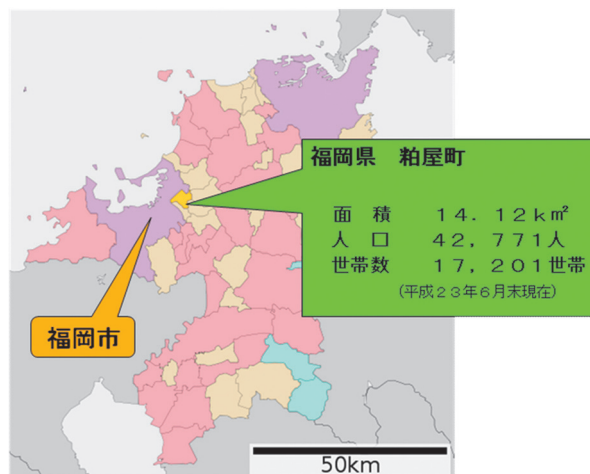 福岡県　粕屋町
面　積　　１４．１２ｋ㎡
人　口　　４２，７７１人
世帯数　　１７，２０１世帯
(平成２３年６月末現在)
福岡市
50km